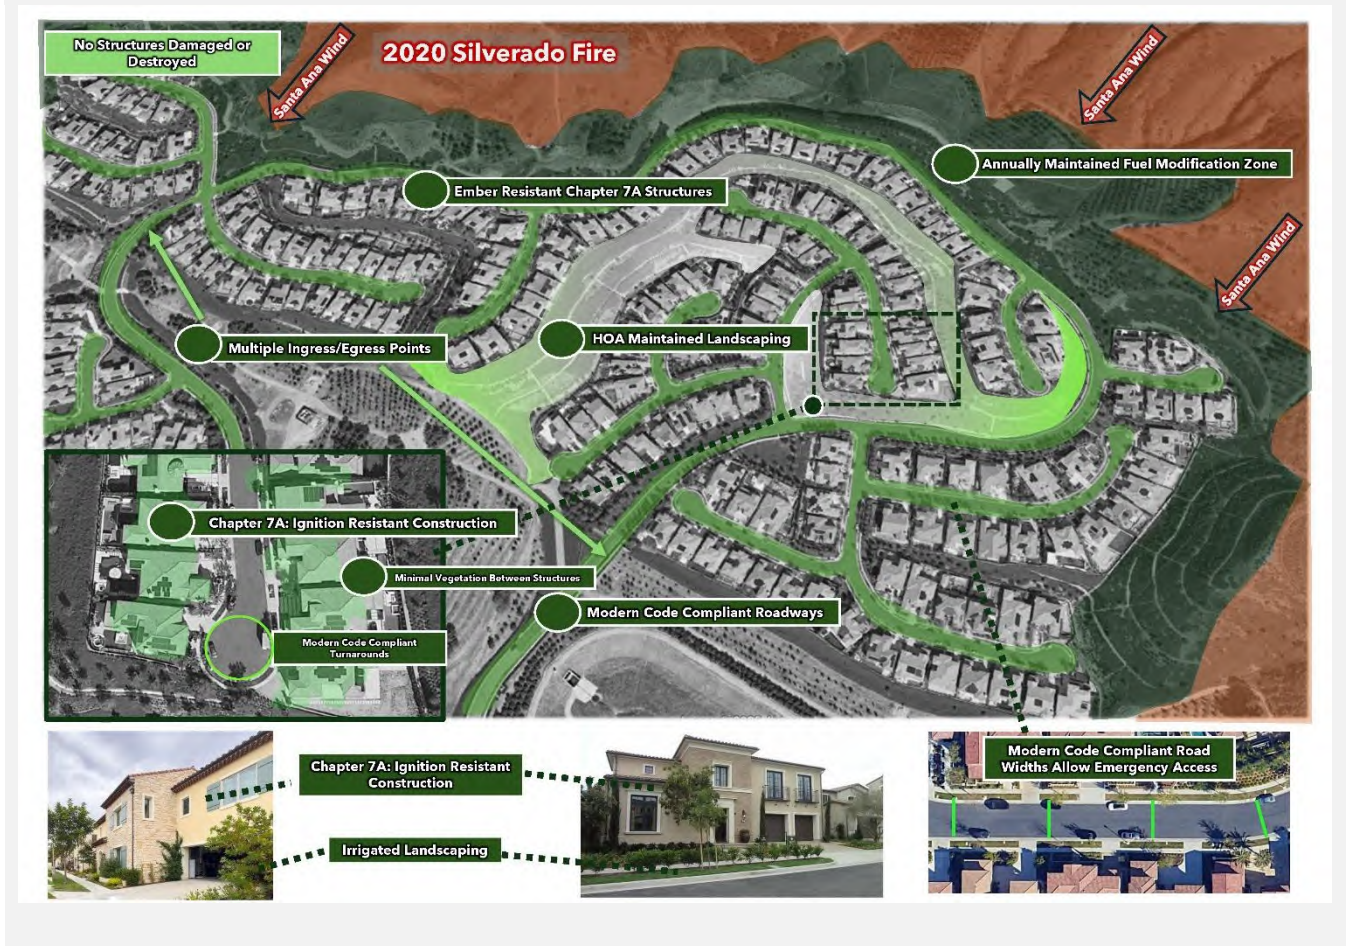 No Structures Damaged or
Destroyed
2020 Silverado Fire
Santa Ana Wind
Santa Ana Wind
Annually Maintained Fuel Modification Zone
Ember Resistant Chapter 7A Structures
Santa Ana Wind
Multiple Ingress/Egress Points
HOA Maintained Landscaping
Chapter 7A: Ignition Resistant Construction
Minimal Vegetation Between Structures
Modern Code Compliant Roadways
Modern Code Compliant
Turnarounds
Chapter 7A: Ignition Resistant
Construction
Modern Code Compliant Road
Widths Allow Emergency Access
Irrigated Landscaping